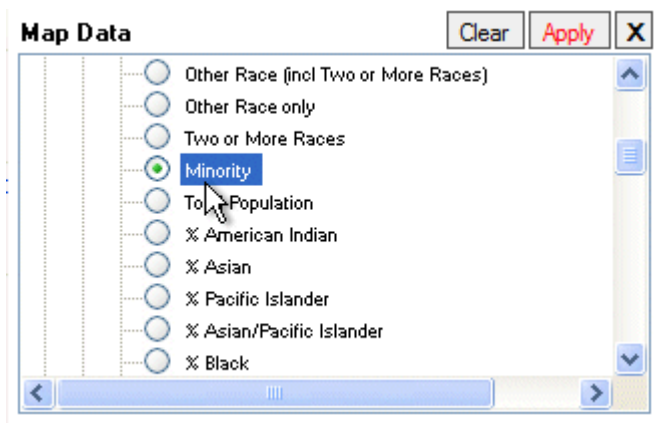 Map Data Clear Apply X
Other Race (incl Two or More Races)
Other Race only
Two or More Races
Minority
Population
% American Indian
% Asian
% Pacific Islander
% Asian/Pacific Islander
% Black